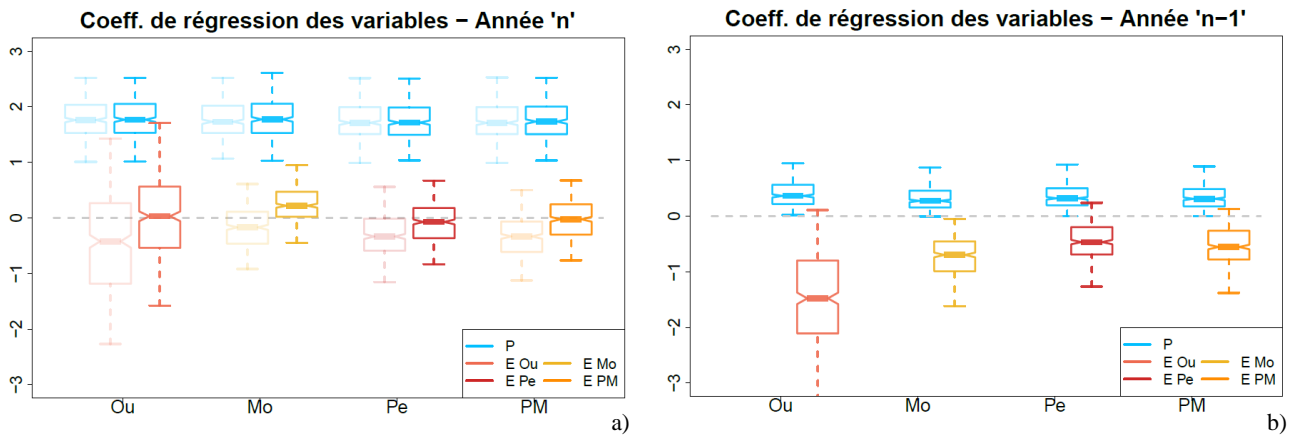 Coeff. de régression des variables − Année 'n'
3
2
1
0
-1
-2
-3
P
E Ou E Mo
E Pe E PM
Ou Mo Pe PM
a)
Coeff. de régression des variables − Année 'n−1'
3
2
1
0
-1
-2
-3
P
E Ou E Mo
E Pe E PM
Ou Mo Pe PM
b)